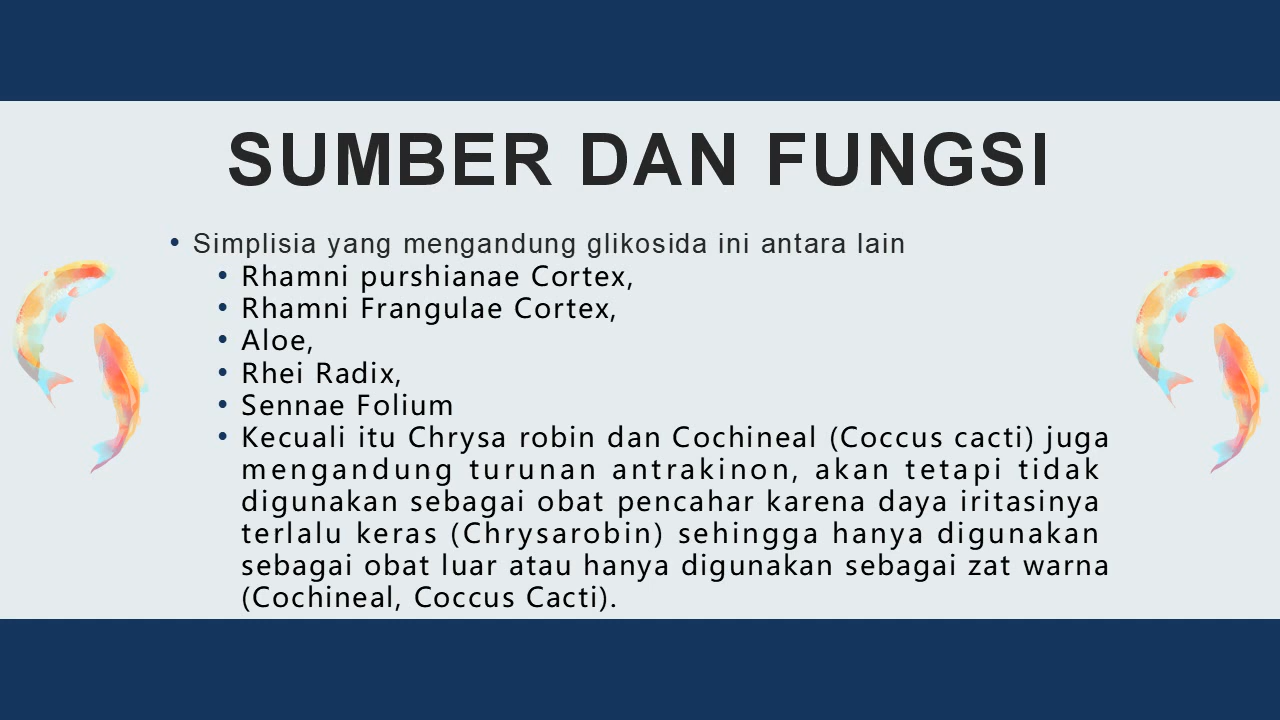 SUMBER DAN FUNGSI
• Simplisia yang mengandung glikosida ini antara lain
• Rhamni purshianae Cortex,
• Rhamni Frangulae Cortex,
• Aloe,
• Rhei Radix,
• Sennae Folium
• Kecuali itu Chrysa robin dan Cochineal (Coccus cacti) juga
mengandung turunan antrakinon, akan tetapi tidak
digunakan sebagai obat pencahar karena daya iritasinya
terlalu keras (Chrysarobin) sehingga hanya digunakan
sebagai obat luar atau hanya digunakan sebagai zat warna
(Cochineal, Coccus Cacti).